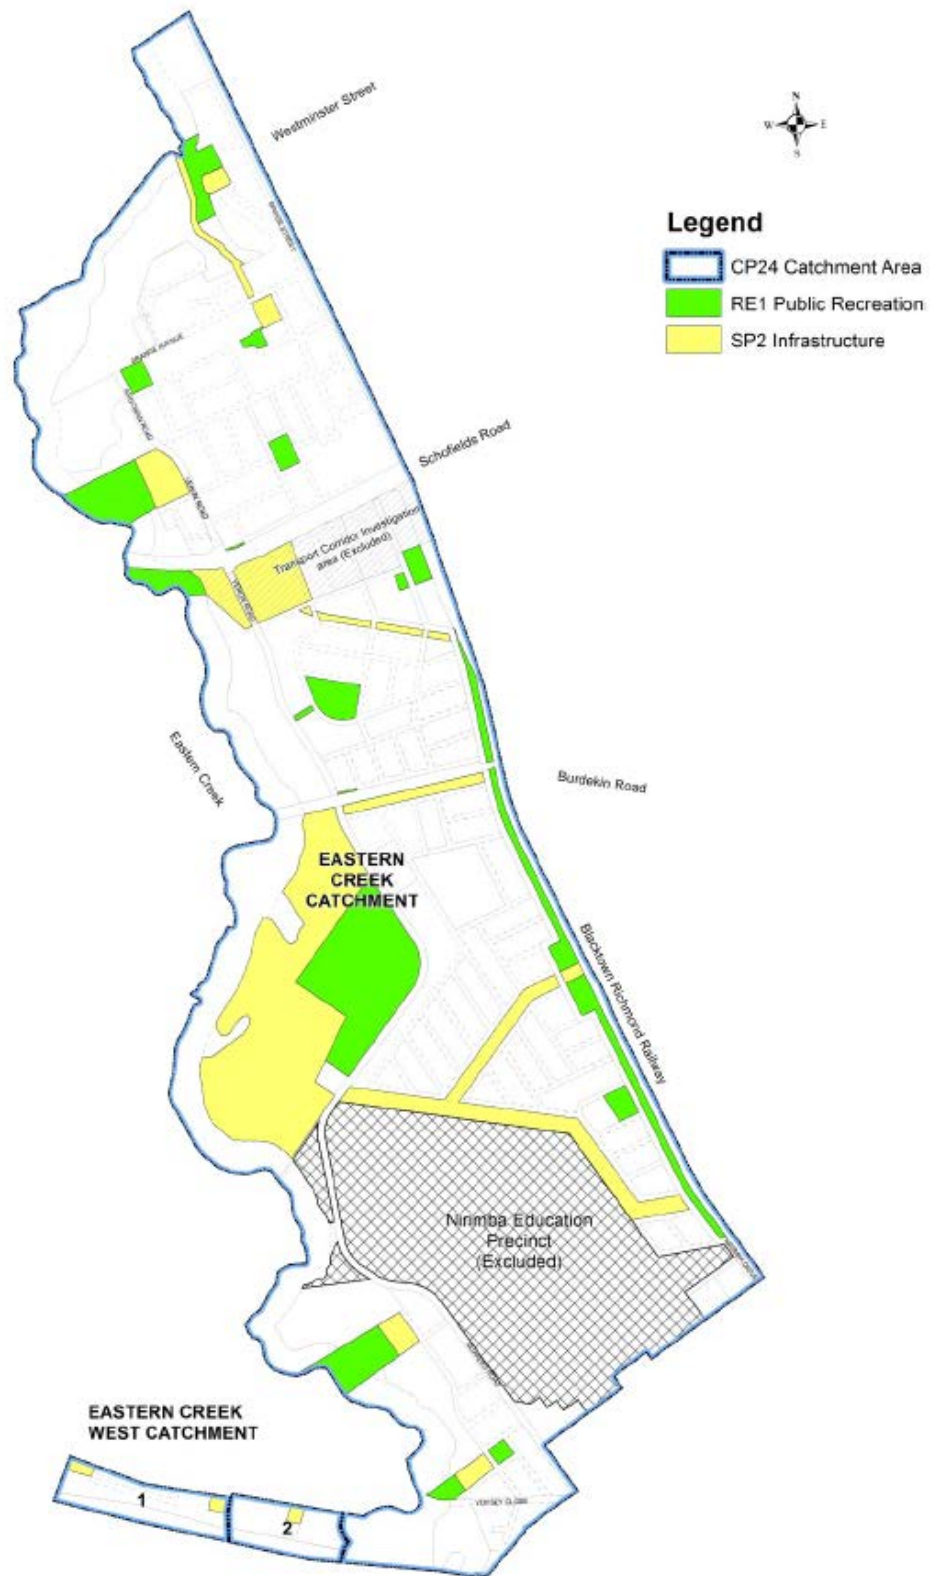 Westminster Street
N
W
E
S
Legend
CP24 Catchment Area
RE1 Public Recreation
SP2 Infrastructure
Schofields Road
Transport Corridor Investigation
area (Excluded)
Eastern Creek
Burdekin Road
EASTERN
CREEK
CATCHMENT
Blacktown Richmond Railway
Nirimba Education
Precinct
(Excluded)
EASTERN CREEK
WEST CATCHMENT
1
2